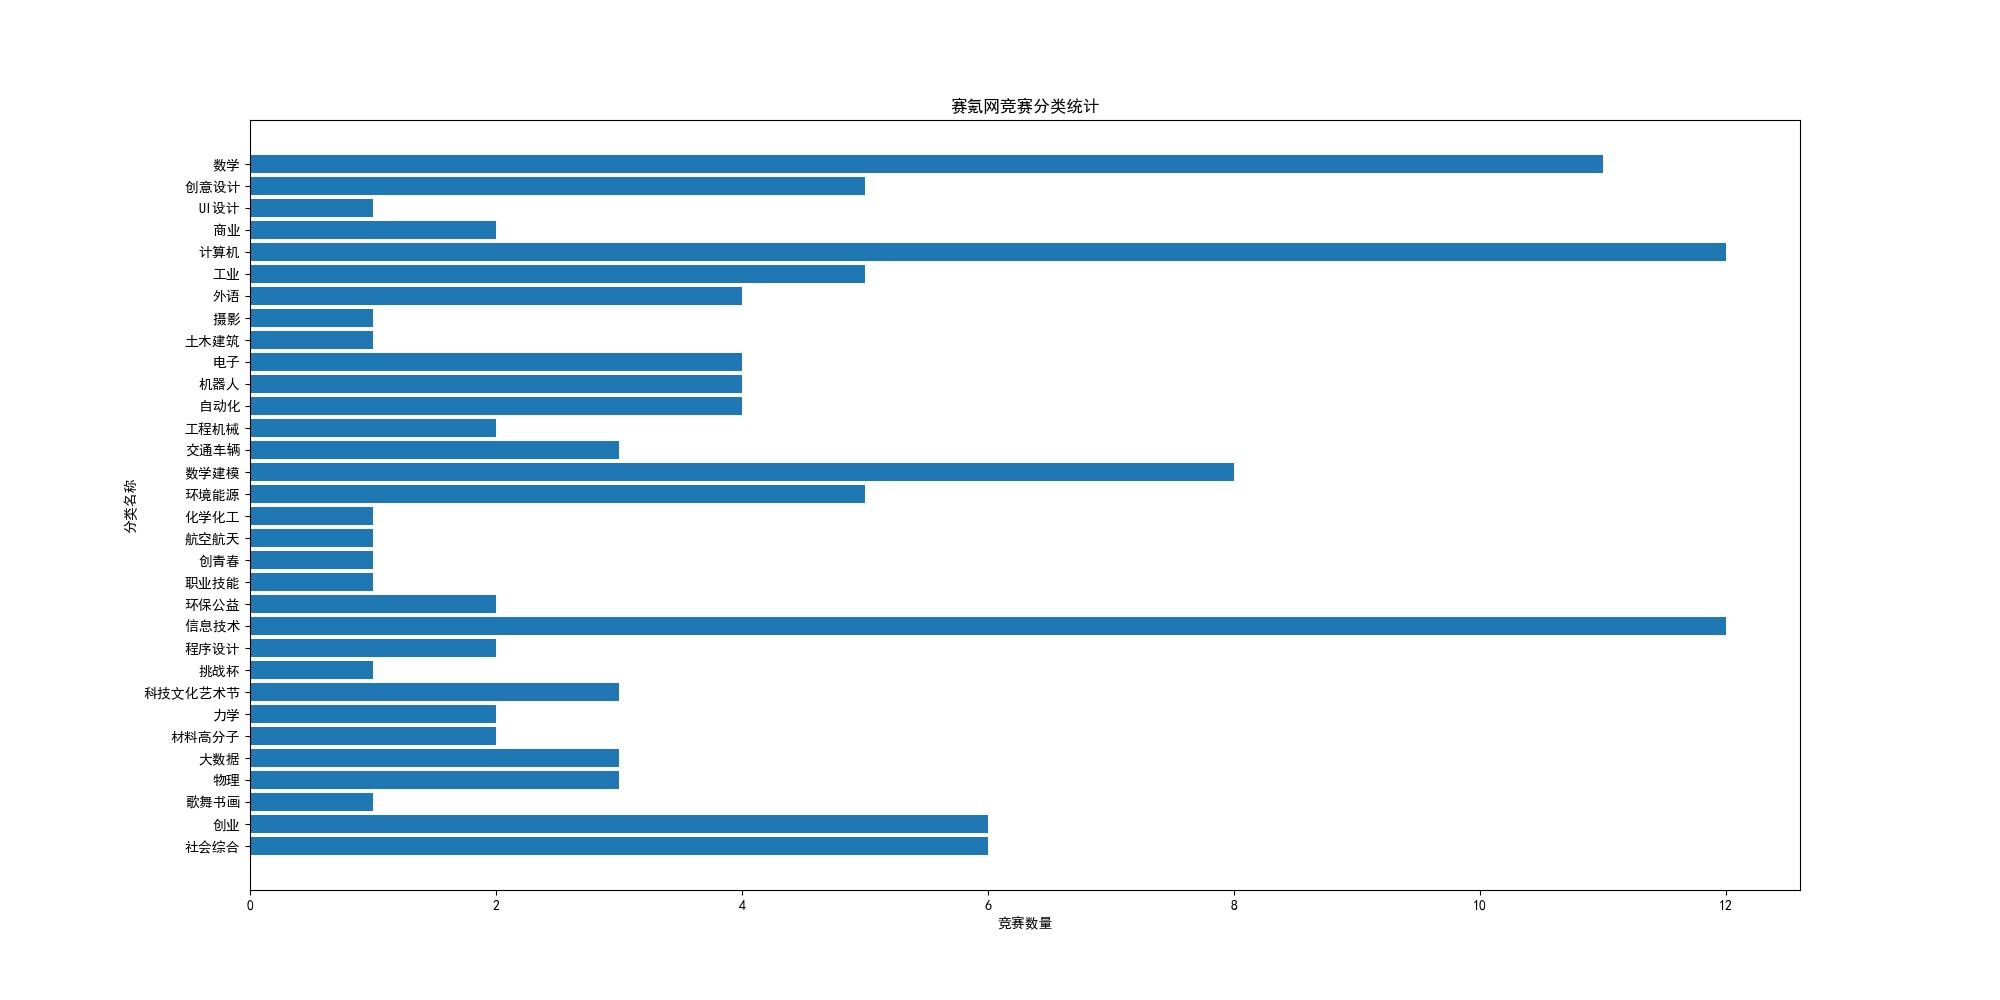 赛氪网竞赛分类统计
数学
创意设计
UI设计
商业
计算机
工业
外语
摄影
土木建筑
电子
机器人
自动化
工程机械
交通车辆
数学建模
环境能源
化学化工
航空航天
创青春
职业技能
环保公益
信息技术
程序设计
挑战杯
科技文化艺术节
力学
材料高分子
大数据
物理
歌舞书画
创业
社会综合
分类名称
0 2 4 6 8 10 12
竞赛数量